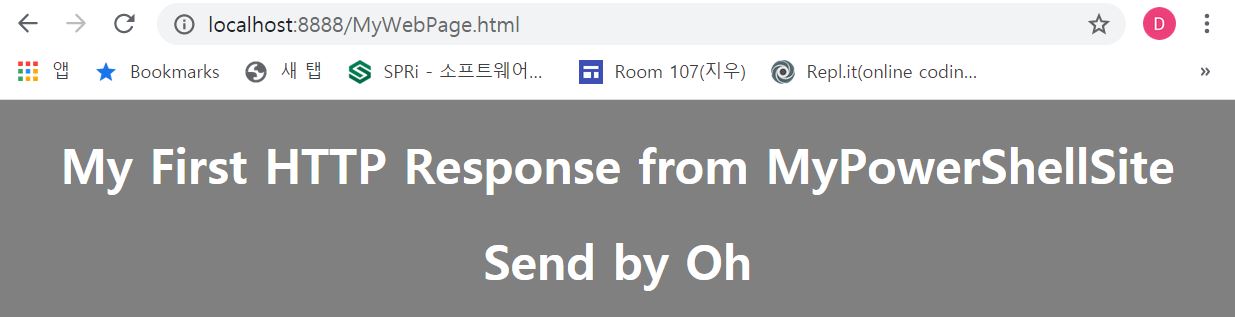 localhost:8888/MyWebPage.html
D
앱 Bookmarks 새 탭 SPRi - 소프트웨어... Room 107(지우) Repl.it(online codin... »
My First HTTP Response from MyPowerShellSite
Send by Oh